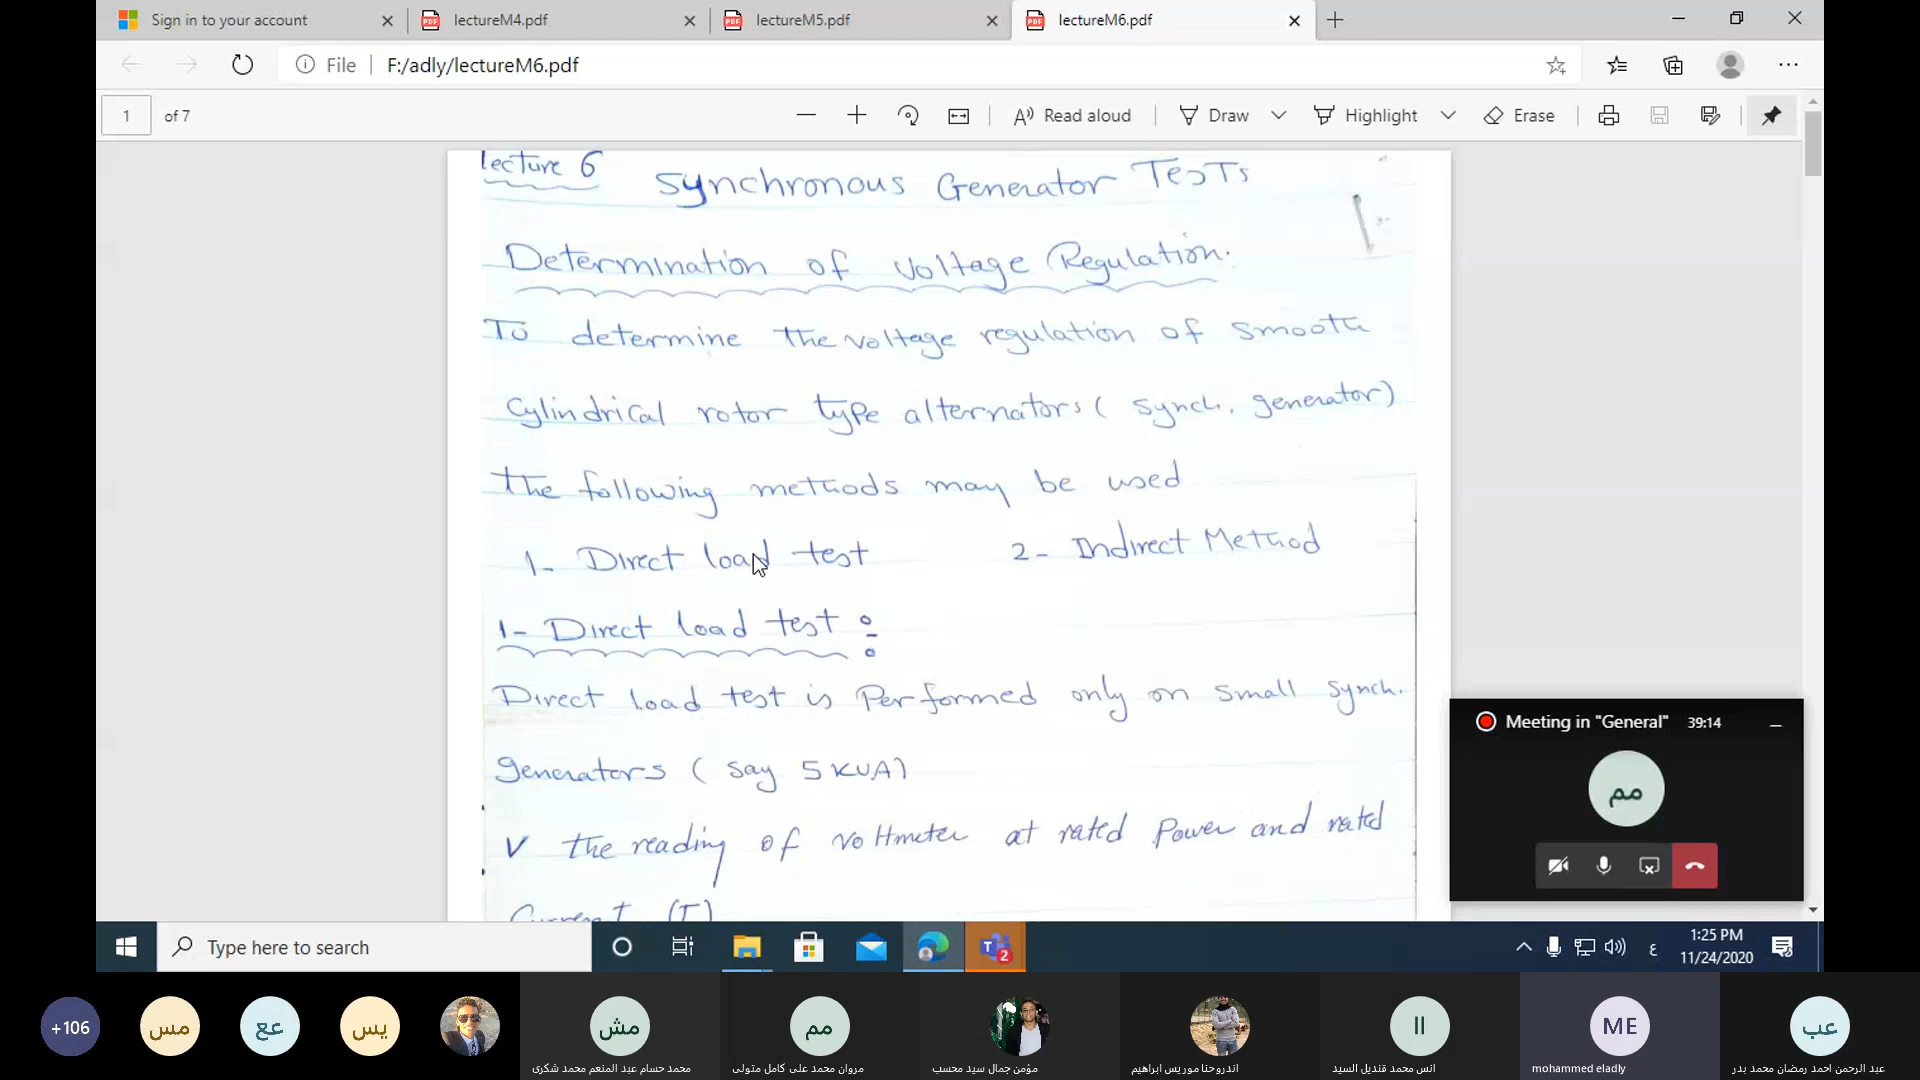 Sign in to your account
lectureM4.pdf
lectureM5.pdf
lectureM6.pdf
File
F:/adly/lectureM6.pdf
1 of 7
Read aloud
Draw
Highlight
Erase
lecture 6
Synchronous Generator Tests
Determination of Voltage Regulation.
To determine the voltage regulation of smooth
cylindrical rotor type alternators ( synch. generator)
the following methods may be used
1- Direct load test 2- Indirect Method
1- Direct load test :-
Direct load test is performed only on small synch.
generators ( say 5 KVA)
V the reading of voltmeter at rated power and rated
Current (I)
Meeting in "General" 39:14
مم
Type here to search
2
ع
1:25 PM
11/24/2020
+106
مس
عع
يس
مش
مم
II
ME
عب
محمد حسام عبد المنعم محمد شكرى
مروان محمد على كامل متولى
مؤمن جمال سيد محسب
اندروحنا موريس ابراهيم
انس محمد قنديل السيد
mohammed eladly
عبد الرحمن احمد رمضان محمد بدر